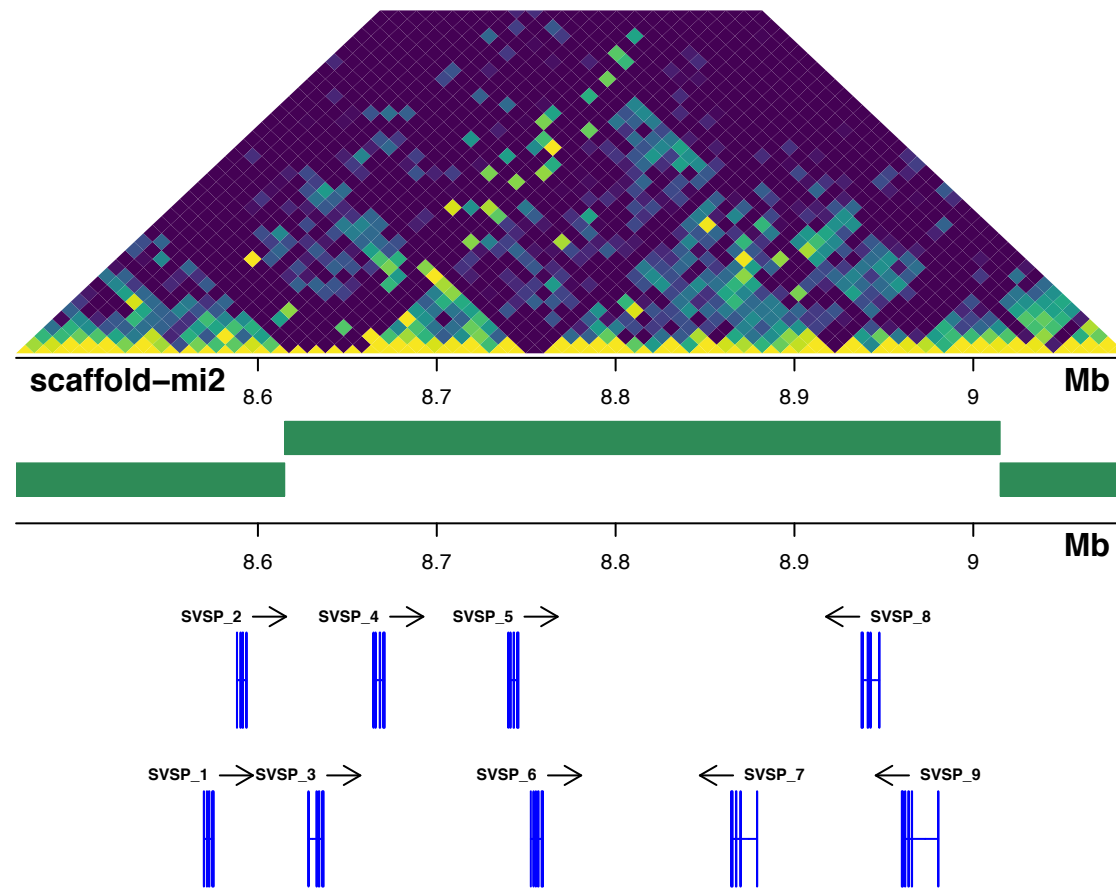 scaffold–mi2
Mb
8.6 8.7 8.8 8.9 9
Mb
8.6 8.7 8.8 8.9 9
SVSP_2 SVSP_4 SVSP_5 SVSP_8
SVSP_1 SVSP_3 SVSP_6 SVSP_7 SVSP_9